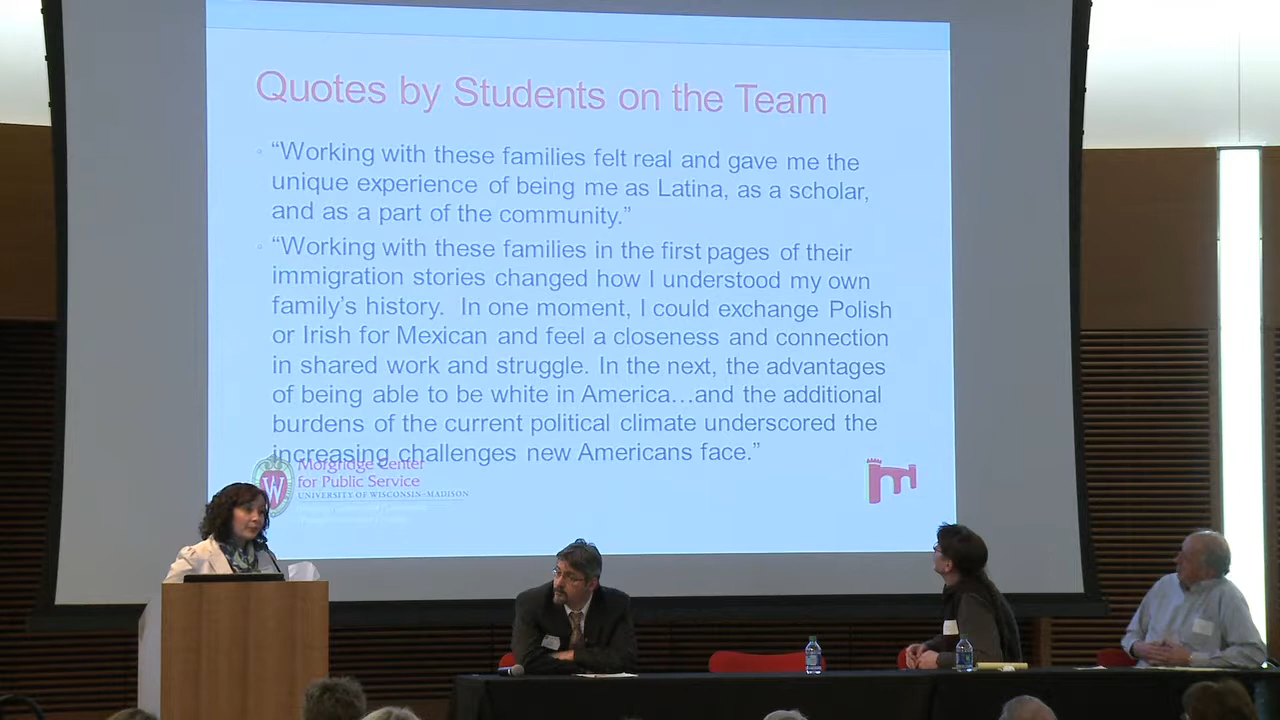 Quotes by Students on the Team
“Working with these families felt real and gave me the
unique experience of being me as Latina, as a scholar,
and as a part of the community.”
“Working with these families in the first pages of their
immigration stories changed how I understood my own
family’s history. In one moment, I could exchange Polish
or Irish for Mexican and feel a closeness and connection
in shared work and struggle. In the next, the advantages
of being able to be white in America…and the additional
burdens of the current political climate underscored the
increasing challenges new Americans face.”
Morgridge Center
for Public Service
UNIVERSITY OF WISCONSIN–MADISON
W
m